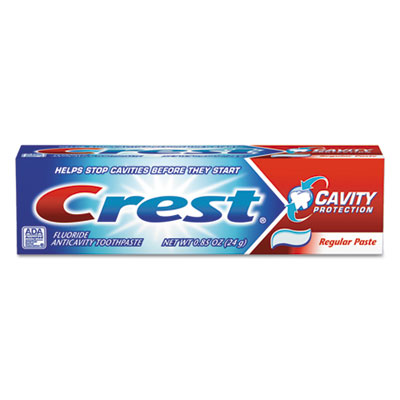 HELPS STOP CAVITIES BEFORE THEY START
Crest®
CAVITY
PROTECTION
ADA
FLUORIDE
ANTICAVITY TOOTHPASTE
NET WT 0.85 OZ (24 g)
Regular Paste